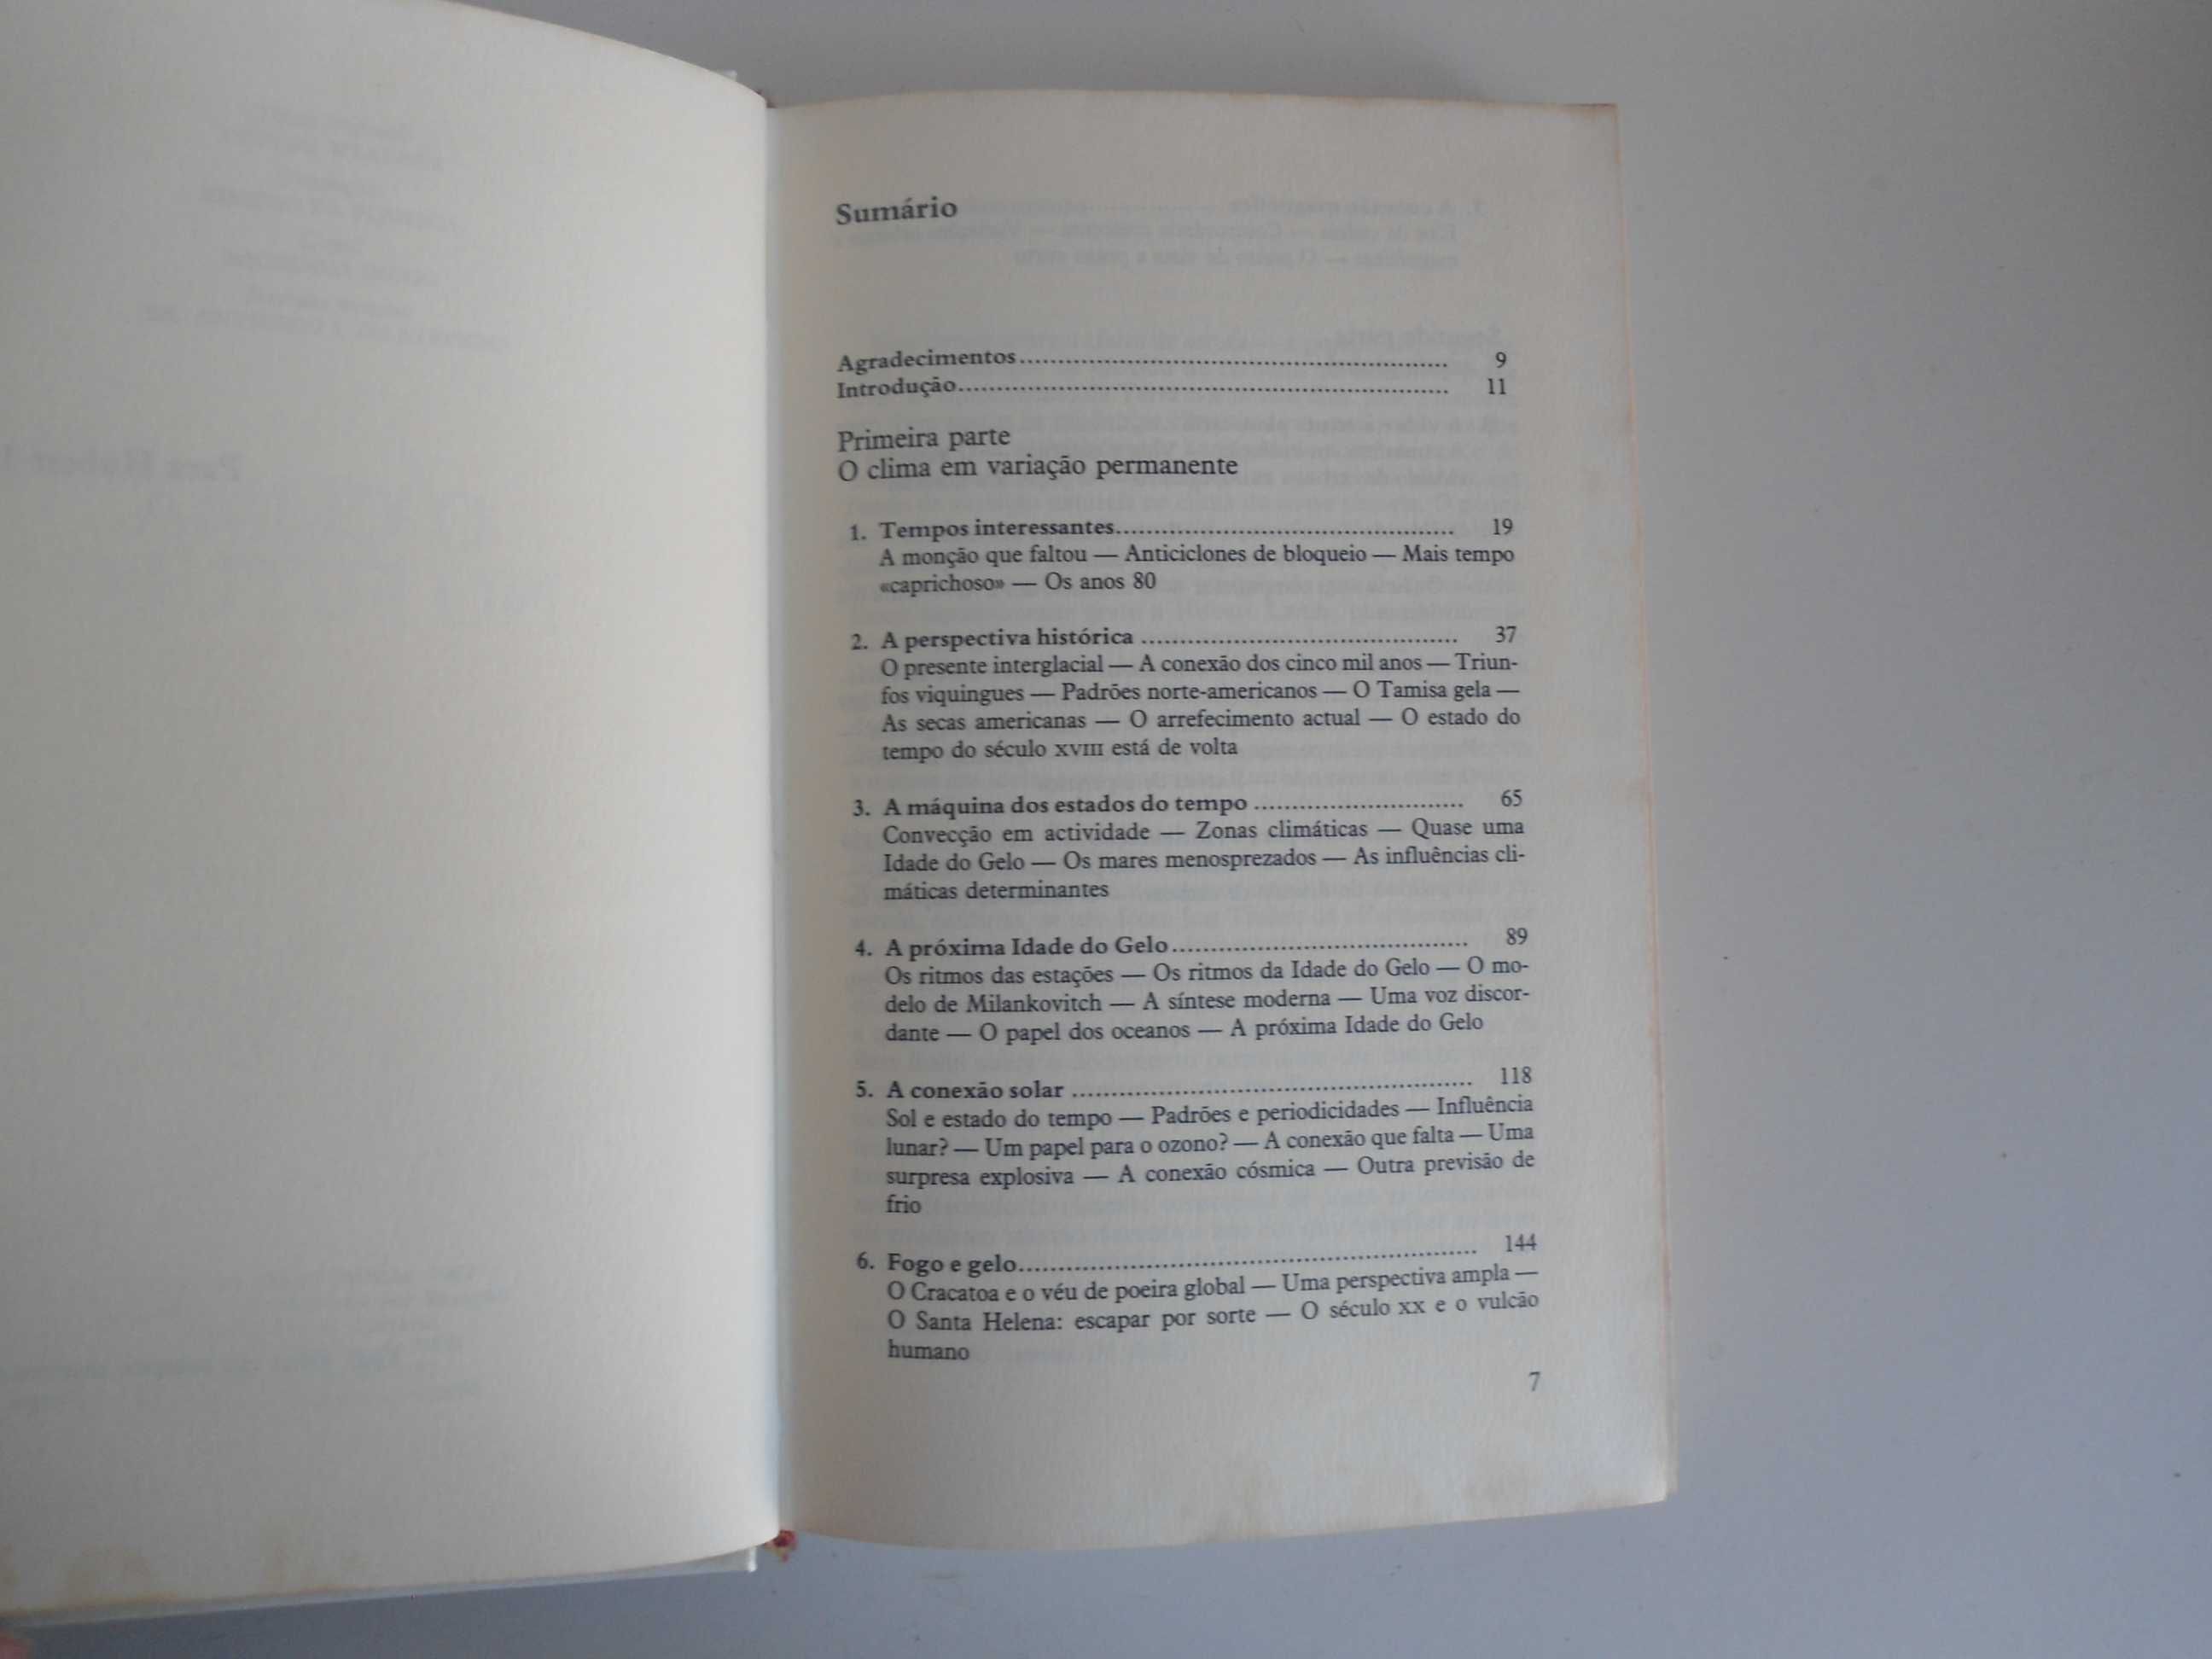 Sumário
Agradecimentos........................................................ 9
Introdução................................................................ 11
Primeira parte
O clima em variação permanente
1. Tempos interessantes............................................ 19
A monção que faltou — Anticiclones de bloqueio — Mais tempo
«caprichoso» — Os anos 80
2. A perspectiva histórica ......................................... 37
O presente interglacial — A conexão dos cinco mil anos — Triun-
fos viquingues — Padrões norte-americanos — O Tamisa gela —
As secas americanas — O arrefecimento actual — O estado do
tempo do século XVIII está de volta
3. A máquina dos estados do tempo ........................... 65
Convecção em actividade — Zonas climáticas — Quase uma
Idade do Gelo — Os mares menosprezados — As influências cli-
máticas determinantes
4. A próxima Idade do Gelo....................................... 89
Os ritmos das estações — Os ritmos da Idade do Gelo — O mo-
delo de Milankovitch — A síntese moderna — Uma voz discor-
dante — O papel dos oceanos — A próxima Idade do Gelo
5. A conexão solar .................................................... 118
Sol e estado do tempo — Padrões e periodicidades — Influência
lunar? — Um papel para o ozono? — A conexão que falta — Uma
surpresa explosiva — A conexão cósmica — Outra previsão de
frio
6. Fogo e gelo............................................................ 144
O Cracatoa e o véu de poeira global — Uma perspectiva ampla —
O Santa Helena: escapar por sorte — O século XX e o vulcão
humano
7